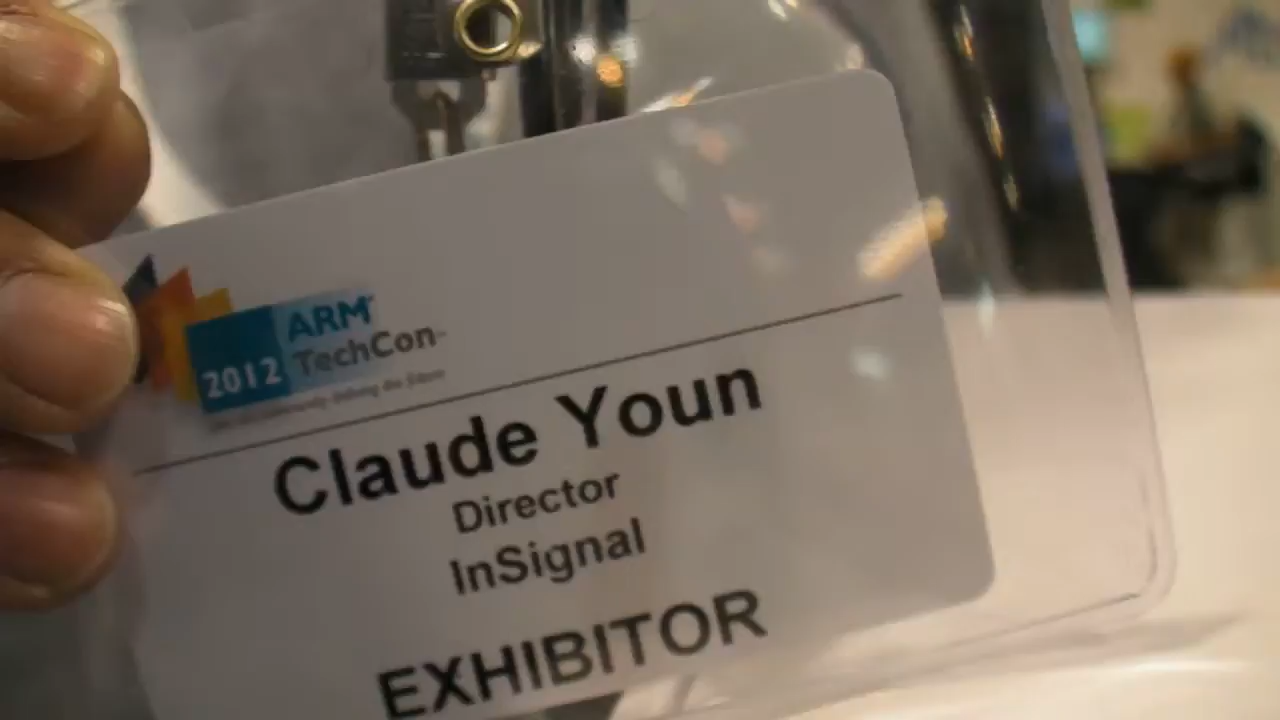 ARM
TechCon
2012
Claude Youn
Director
InSignal
EXHIBITOR